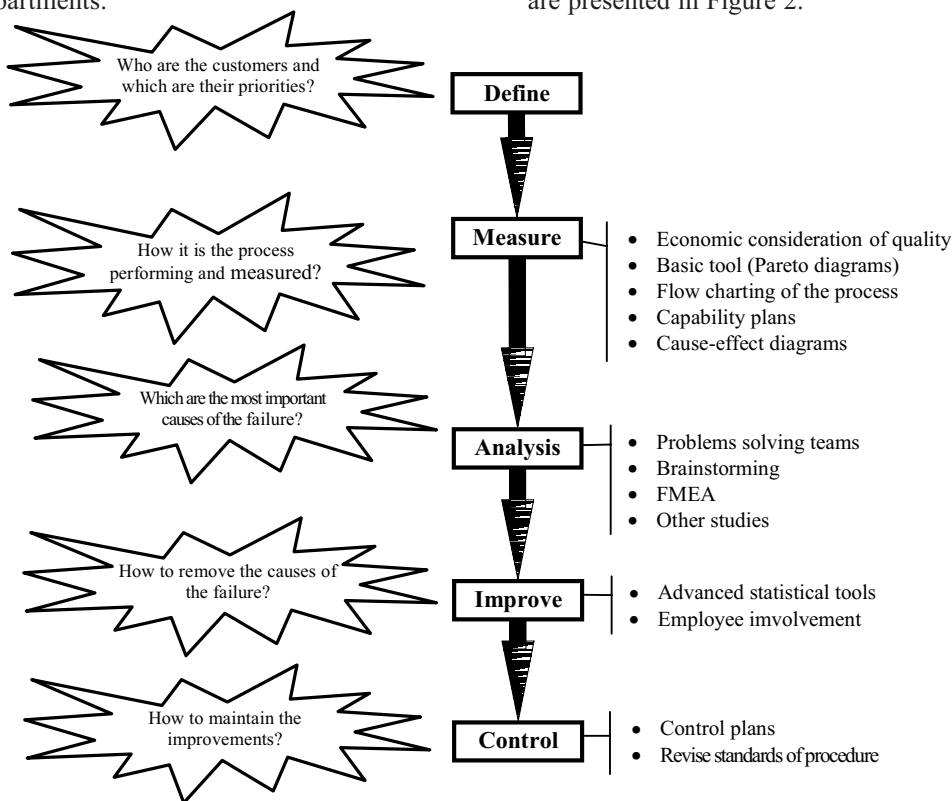 partments.
are presented in Figure 2.
Who are the customers and
which are their priorities?
Define
How it is the process
performing and measured?
Measure
• Economic consideration of quality
• Basic tool (Pareto diagrams)
• Flow charting of the process
• Capability plans
• Cause-effect diagrams
Which are the most important
causes of the failure?
Analysis
• Problems solving teams
• Brainstorming
• FMEA
• Other studies
How to remove the causes of
the failure?
Improve
• Advanced statistical tools
• Employee imvolvement
How to maintain the
improvements?
Control
• Control plans
• Revise standards of procedure